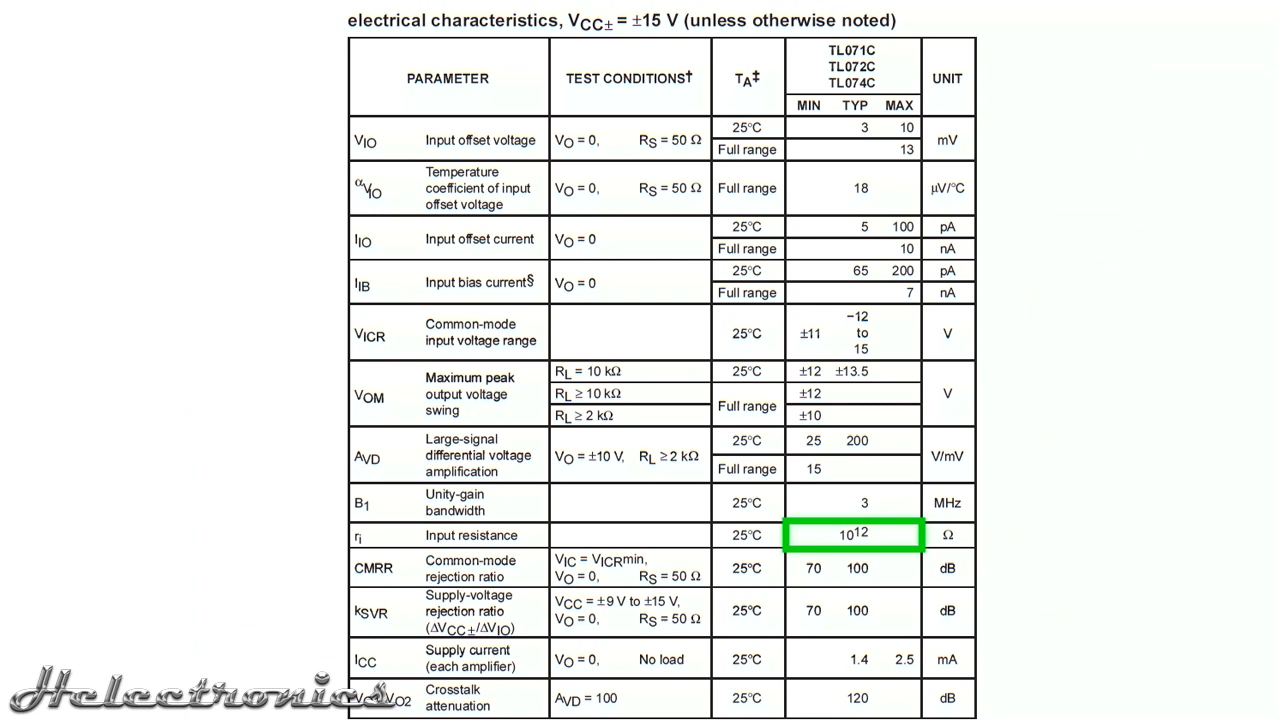 electrical characteristics, VCC± = ±15 V (unless otherwise noted)
PARAMETER TEST CONDITIONS† TA‡ TL071C TL072C TL074C UNIT
MIN TYP MAX
VIO Input offset voltage VO = 0, RS = 50 Ω 25°C 3 10 mV
Full range 13
αVIO Temperature coefficient of input offset voltage VO = 0, RS = 50 Ω Full range 18 µV/°C
IIO Input offset current VO = 0 25°C 5 100 pA
Full range 10 nA
IIB Input bias current§ VO = 0 25°C 65 200 pA
Full range 7 nA
VICR Common-mode input voltage range 25°C ±11 −12 to 15 V
VOM Maximum peak output voltage swing RL = 10 kΩ 25°C ±12 ±13.5 V
RL ≥ 10 kΩ Full range ±12
RL ≥ 2 kΩ ±10
AVD Large-signal differential voltage amplification VO = ±10 V, RL ≥ 2 kΩ 25°C 25 200 V/mV
Full range 15
B1 Unity-gain bandwidth 25°C 3 MHz
ri Input resistance 25°C 10¹² Ω
CMRR Common-mode rejection ratio VIC = VICRmin, VO = 0, RS = 50 Ω 25°C 70 100 dB
kSVR Supply-voltage rejection ratio (ΔVCC±/ΔVIO) VCC = ±9 V to ±15 V, VO = 0, RS = 50 Ω 25°C 70 100 dB
ICC Supply current (each amplifier) VO = 0, No load 25°C 1.4 2.5 mA
VO2 Crosstalk attenuation AVD = 100 25°C 120 dB
Helectronics